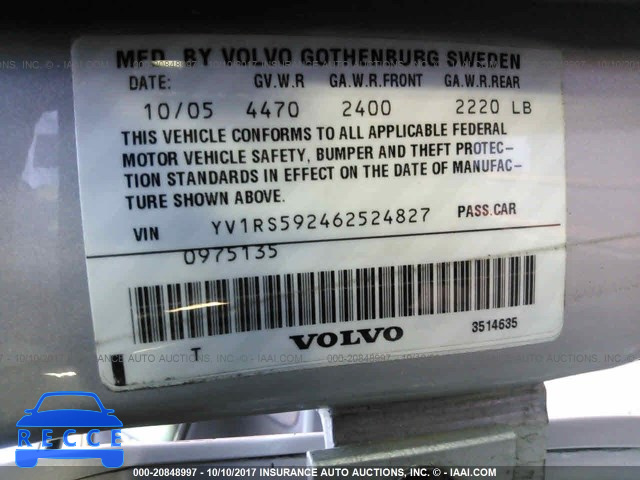 MFD. BY VOLVO GOTHENBURG SWEDEN
DATE: GV.W.R GA.W.R.FRONT GA.W.R.REAR
10/05 4470 2400 2220 LB
THIS VEHICLE CONFORMS TO ALL APPLICABLE FEDERAL
MOTOR VEHICLE SAFETY, BUMPER AND THEFT PROTEC-
TION STANDARDS IN EFFECT ON THE DATE OF MANUFAC-
TURE SHOWN ABOVE.
VIN YV1RS592462524827 PASS.CAR
0975135
T VOLVO 3514635
RECCE
000-20848997 - 10/10/2017 INSURANCE AUTO AUCTIONS, INC. - ©IAAI.COM